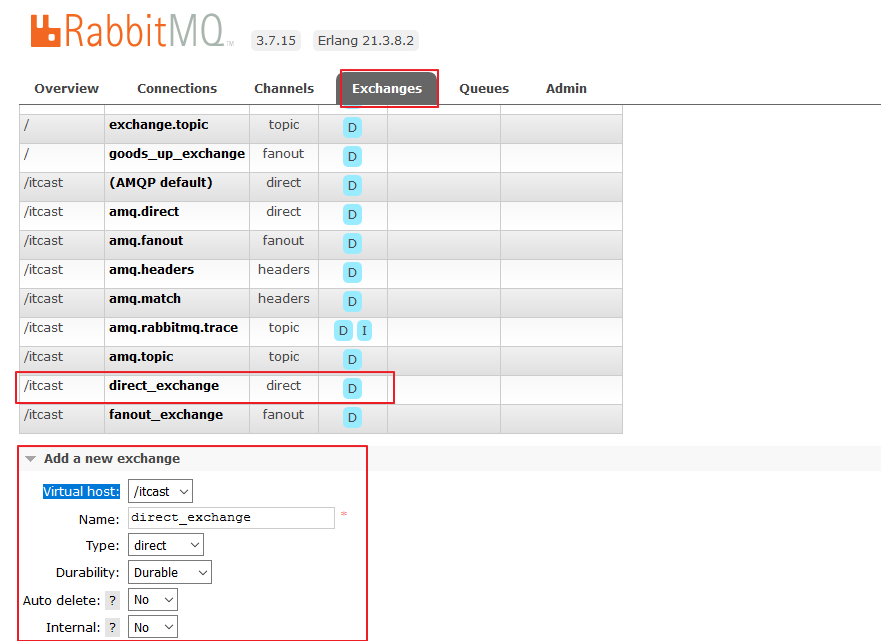 RabbitMQ™ 3.7.15 Erlang 21.3.8.2
Overview Connections Channels Exchanges Queues Admin
/ exchange.topic topic D
/ goods_up_exchange fanout D
/itcast (AMQP default) direct D
/itcast amq.direct direct D
/itcast amq.fanout fanout D
/itcast amq.headers headers D
/itcast amq.match headers D
/itcast amq.rabbitmq.trace topic D I
/itcast amq.topic topic D
/itcast direct_exchange direct D
/itcast fanout_exchange fanout D
Add a new exchange
Virtual host: /itcast
Name: direct_exchange *
Type: direct
Durability: Durable
Auto delete: ? No
Internal: ? No